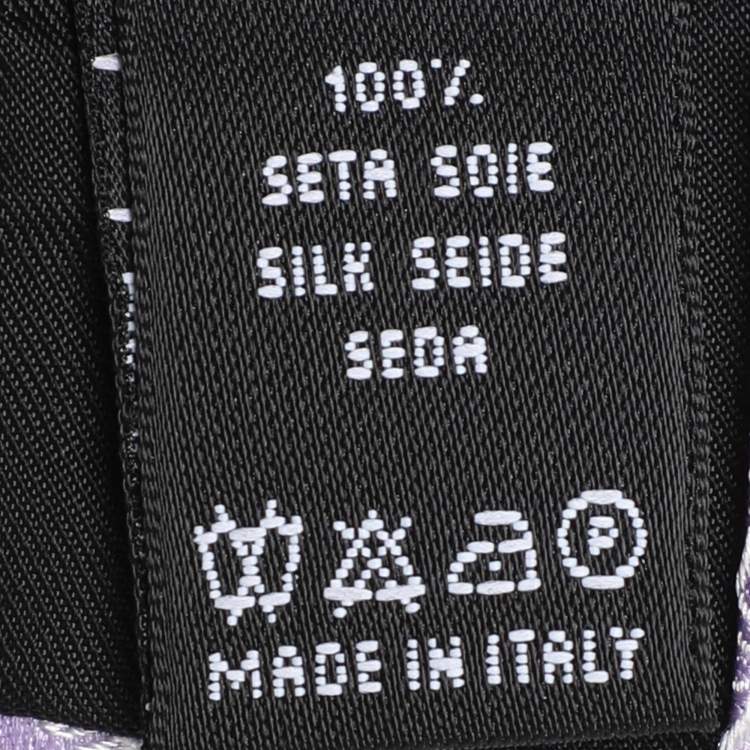 100%
SETA SOIE
SILK SEIDE
SEDA
P
MADE IN ITALY